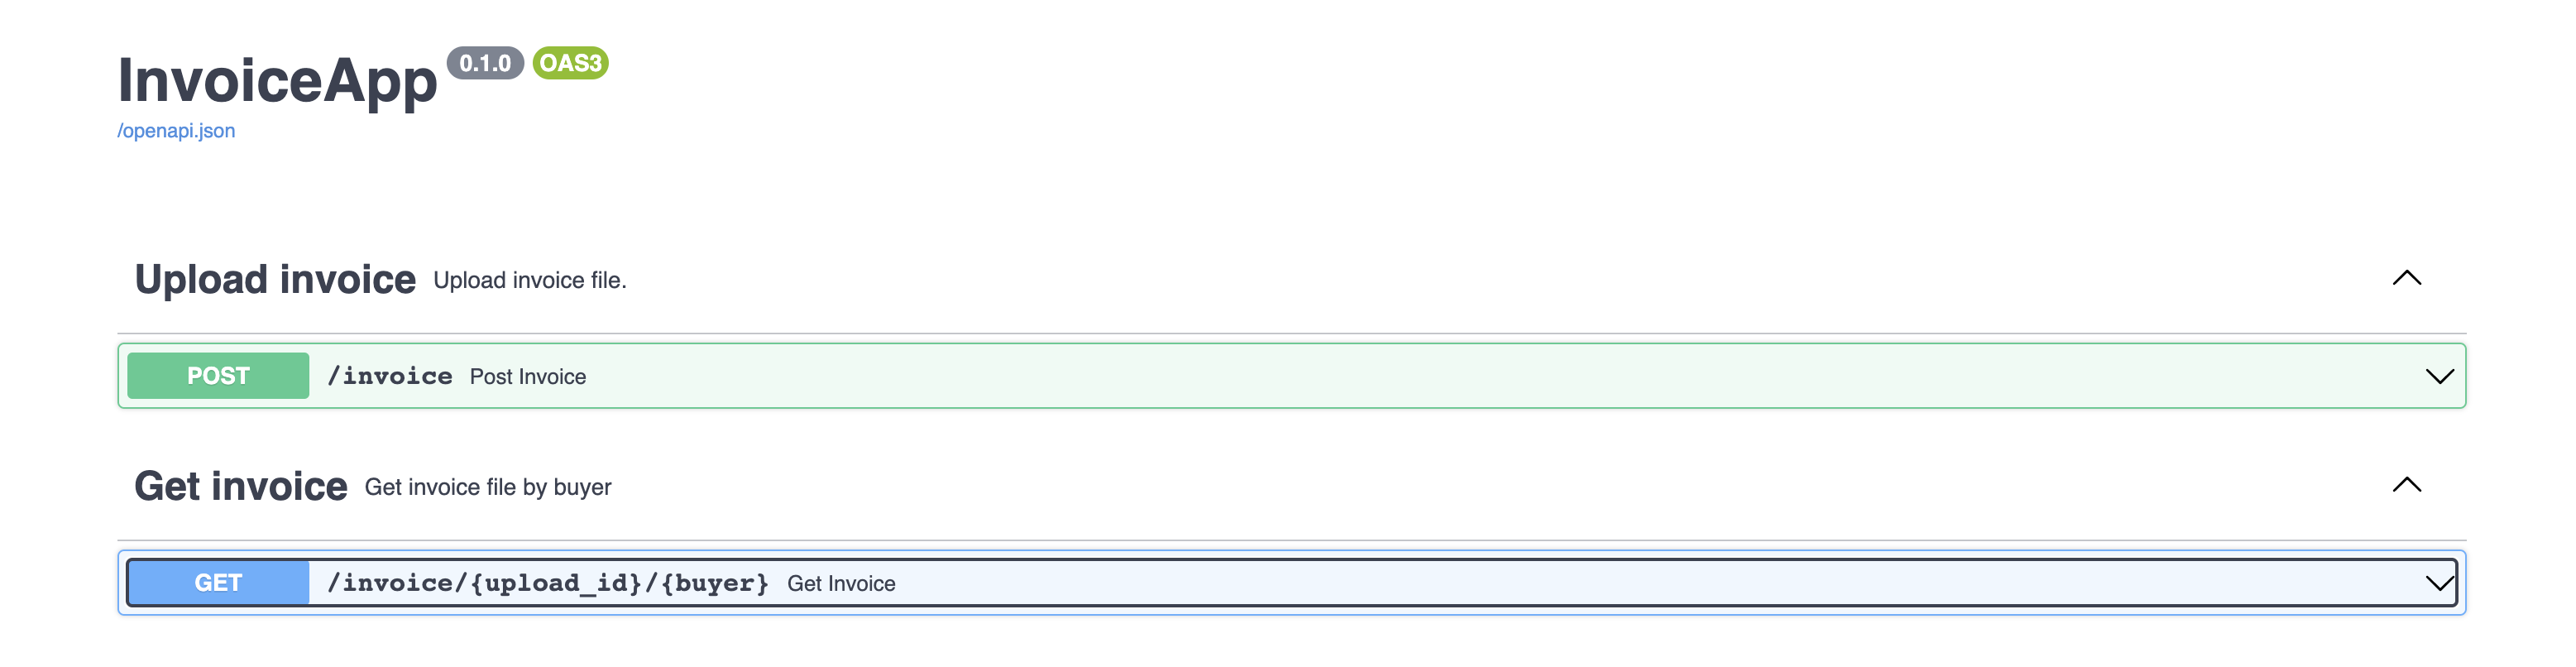 InvoiceApp 0.1.0 OAS3
/openapi.json
Upload invoice Upload invoice file.
POST /invoice Post Invoice
Get invoice Get invoice file by buyer
GET /invoice/{upload_id}/{buyer} Get Invoice